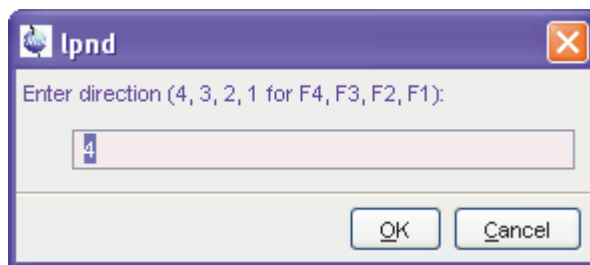 lpnd
Enter direction (4, 3, 2, 1 for F4, F3, F2, F1):
4
OK Cancel